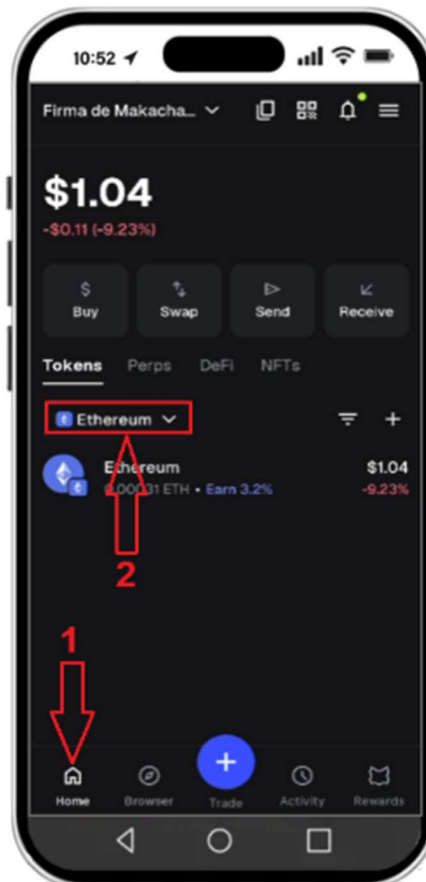 10:52
Firma de Makacha...
$1.04
-$0.11 (-9.23%)
$
Buy Swap Send Receive
Tokens Perps DeFi NFTs
Ethereum
Ethereum $1.04
0.00031 ETH • Earn 3.2% -9.23%
2
1
Home Browser Trade Activity Rewards